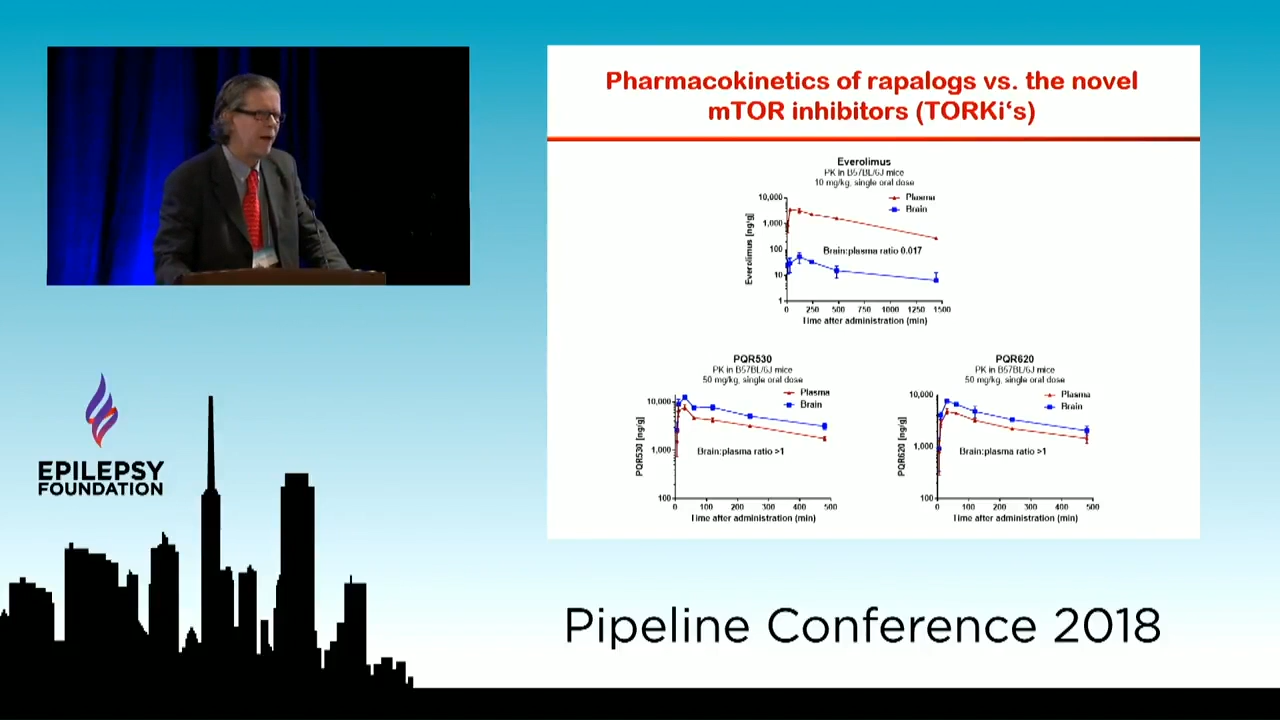 Pharmacokinetics of rapalogs vs. the novel
mTOR inhibitors (TORKi's)
Everolimus
PK in B57BL/6J mice
10 mg/kg, single oral dose
Plasma
Brain
Everolimus [ng/g]
10,000
1,000
100
10
1
Brain:plasma ratio 0.017
0 250 500 750 1000 1250 1500
Time after administration (min)
PQR530
PK in B57BL/6J mice
50 mg/kg, single oral dose
Plasma
Brain
PQR530 [ng/g]
10,000
1,000
100
Brain:plasma ratio >1
0 100 200 300 400 500
Time after administration (min)
PQR620
PK in B57BL/6J mice
50 mg/kg, single oral dose
Plasma
Brain
PQR620 [ng/g]
10,000
1,000
100
Brain:plasma ratio >1
0 100 200 300 400 500
Time after administration (min)
EPILEPSY
FOUNDATION
Pipeline Conference 2018